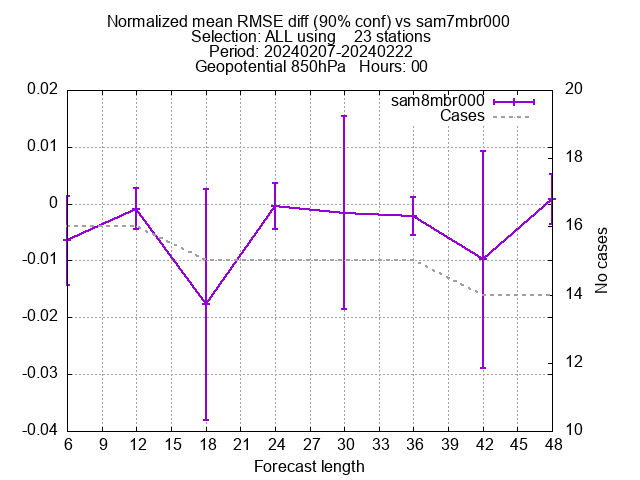 Normalized mean RMSE diff (90% conf) vs sam7mbr000
Selection: ALL using    23 stations
Period: 20240207-20240222
Geopotential 850hPa   Hours: 00
0.02
0.01
0
-0.01
-0.02
-0.03
-0.04
20
18
16
14
12
10
sam8mbr000
Cases
No cases
6 9 12 15 18 21 24 27 30 33 36 39 42 45 48
Forecast length